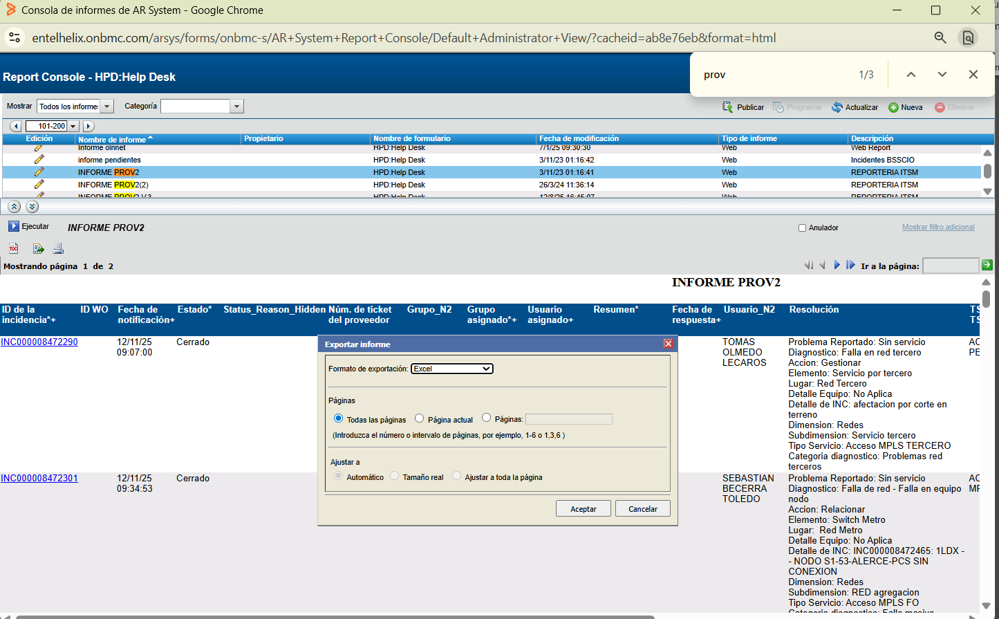 Consola de informes de AR System - Google Chrome
entelhelix.onbmc.com/arsys/forms/onbmc-s/AR+System+Report+Console/Default+Administrator+View/?cacheid=ab8e76eb&format=html
prov 1/3
Report Console - HPD:Help Desk
Mostrar Todos los informe: Categoría Publicar Programar Actualizar Nueva Eliminar
101-200
Edición Nombre de informe Propietario Nombre de formulario Fecha de modificación Tipo de informe Descripción
Informe olnnet HPD:Help Desk 7/1/25 09:30:30 Web Web Report
informe pendientes HPD:Help Desk 3/11/23 01:16:42 Web Incidentes BSSCIO
INFORME PROV2 HPD:Help Desk 3/11/23 01:16:41 Web REPORTERIA ITSM
INFORME PROV2(2) HPD:Help Desk 26/3/24 11:36:14 Web REPORTERIA ITSM
INFORME PROV2 V.3 HPD:Help Desk 12/8/25 16:45:07 Web REPORTERIA ITSM
Ejecutar INFORME PROV2 Anulador Mostrar filtro adicional
TOC
Mostrando página 1 de 2 Ir a la página:
INFORME PROV2
ID de la incidencia*+ ID WO Fecha de notificación+ Estado* Status_Reason_Hidden Núm. de ticket del proveedor Grupo_N2 Grupo asignado*+ Usuario asignado+ Resumen* Fecha de respuesta+ Usuario_N2 Resolución TS TS
INC000008472290 12/11/25 09:07:00 Cerrado
TOMAS
OLMEDO
LECAROS
Problema Reportado: Sin servicio
Diagnostico: Falla en red tercero
Accion: Gestionar
Elemento: Servicio por tercero
Lugar: Red Tercero
Detalle Equipo: No Aplica
Detalle de INC: afectacion por corte en
terreno
Dimension: Redes
Subdimension: Servicio tercero
Tipo Servicio: Acceso MPLS TERCERO
Categoria diagnostico: Problemas red
terceros
AC
PE
Exportar informe
Formato de exportación: Excel
Páginas
Todas las páginas Página actual Páginas:
(Introduzca el número o intervalo de páginas, por ejemplo, 1-6 o 1,3,6 )
Ajustar a
Automático Tamaño real Ajustar a toda la página
Aceptar Cancelar
INC000008472301 12/11/25 09:34:53 Cerrado
SEBASTIAN
BECERRA
TOLEDO
Problema Reportado: Sin servicio
Diagnostico: Falla de red - Falla en equipo
nodo
Accion: Relacionar
Elemento: Switch Metro
Lugar: Red Metro
Detalle Equipo: No Aplica
Detalle de INC: INC000008472465: 1LDX -
- NODO S1-53-ALERCE-PCS SIN
CONEXION
Dimension: Redes
Subdimension: RED agregacion
Tipo Servicio: Acceso MPLS FO
Categoria diagnostico: Falla masiva
AC